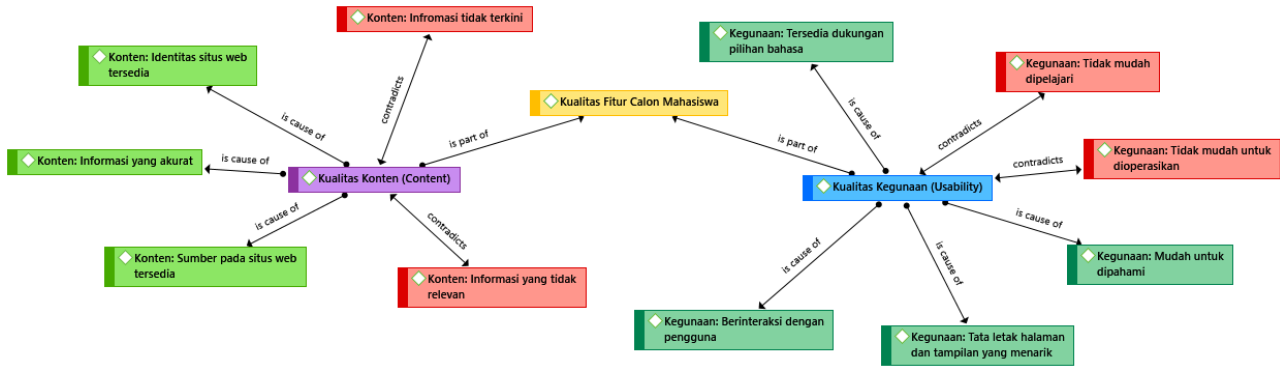 Konten: Infromasi tidak terkini
Konten: Identitas situs web
tersedia
Kegunaan: Tersedia dukungan
pilihan bahasa
Kegunaan: Tidak mudah
dipelajari
Kualitas Fitur Calon Mahasiswa
contradicts
is cause of
is part of
is cause of
is part of
contradicts
Konten: Informasi yang akurat
is cause of
Kualitas Konten (Content)
Kualitas Kegunaan (Usability)
contradicts
Kegunaan: Tidak mudah untuk
dioperasikan
is cause of
contradicts
is cause of
is cause of
is cause of
Konten: Sumber pada situs web
tersedia
Konten: Informasi yang tidak
relevan
Kegunaan: Mudah untuk
dipahami
Kegunaan: Berinteraksi dengan
pengguna
Kegunaan: Tata letak halaman
dan tampilan yang menarik